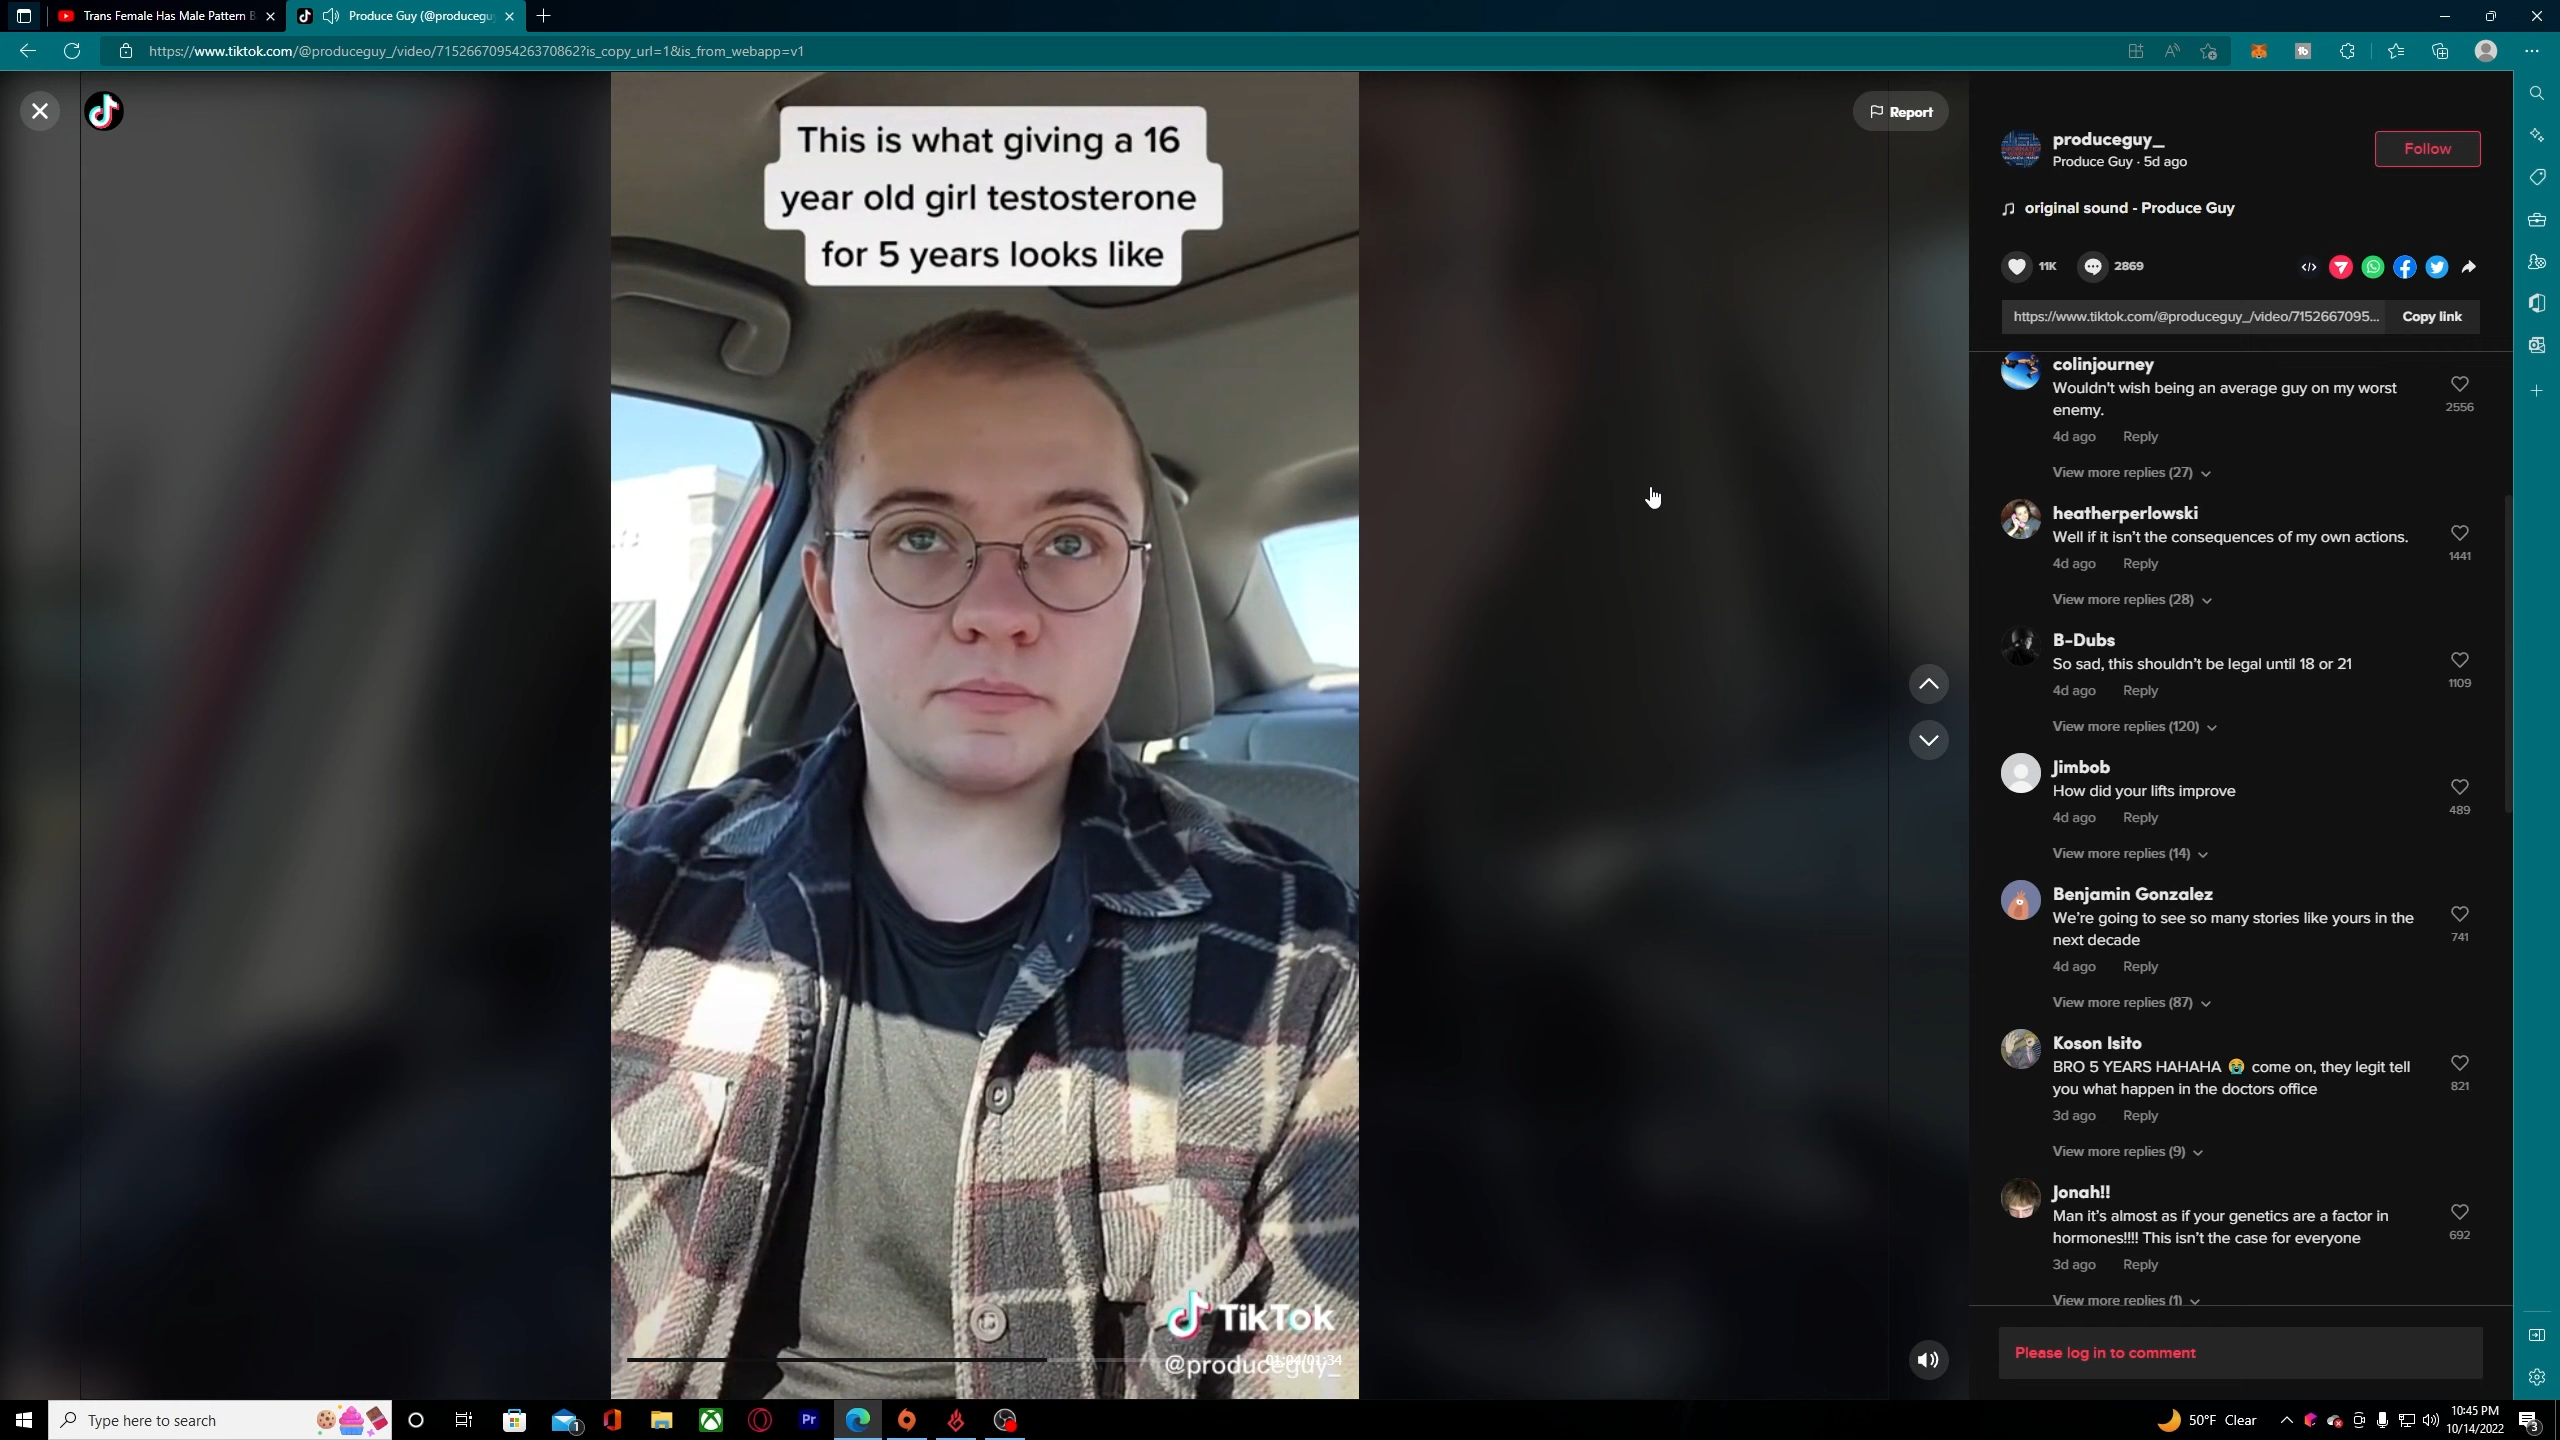 Trans Female Has Male Pattern B
Produce Guy (@produceguy
https://www.tiktok.com/@produceguy_/video/7152667095426370862?is_copy_url=1&is_from_webapp=v1
This is what giving a 16
year old girl testosterone
for 5 years looks like
TikTok
@produceguy_
Report
produceguy_
Produce Guy · 5d ago
Follow
original sound - Produce Guy
11K
2869
https://www.tiktok.com/@produceguy_/video/7152667095...
Copy link
colinjourney
Wouldn't wish being an average guy on my worst
enemy.
2556
4d ago Reply
View more replies (27)
heatherperlowski
Well if it isn't the consequences of my own actions.
1441
4d ago Reply
View more replies (28)
B-Dubs
So sad, this shouldn't be legal until 18 or 21
1109
4d ago Reply
View more replies (120)
Jimbob
How did your lifts improve
489
4d ago Reply
View more replies (14)
Benjamin Gonzalez
We're going to see so many stories like yours in the
next decade
741
4d ago Reply
View more replies (87)
Koson Isito
BRO 5 YEARS HAHAHA 😭 come on, they legit tell
you what happen in the doctors office
821
3d ago Reply
View more replies (9)
Jonah!!
Man it's almost as if your genetics are a factor in
hormones!!!! This isn't the case for everyone
692
3d ago Reply
View more replies (1)
Please log in to comment
Type here to search
Pr
50°F Clear
10:45 PM
10/14/2022